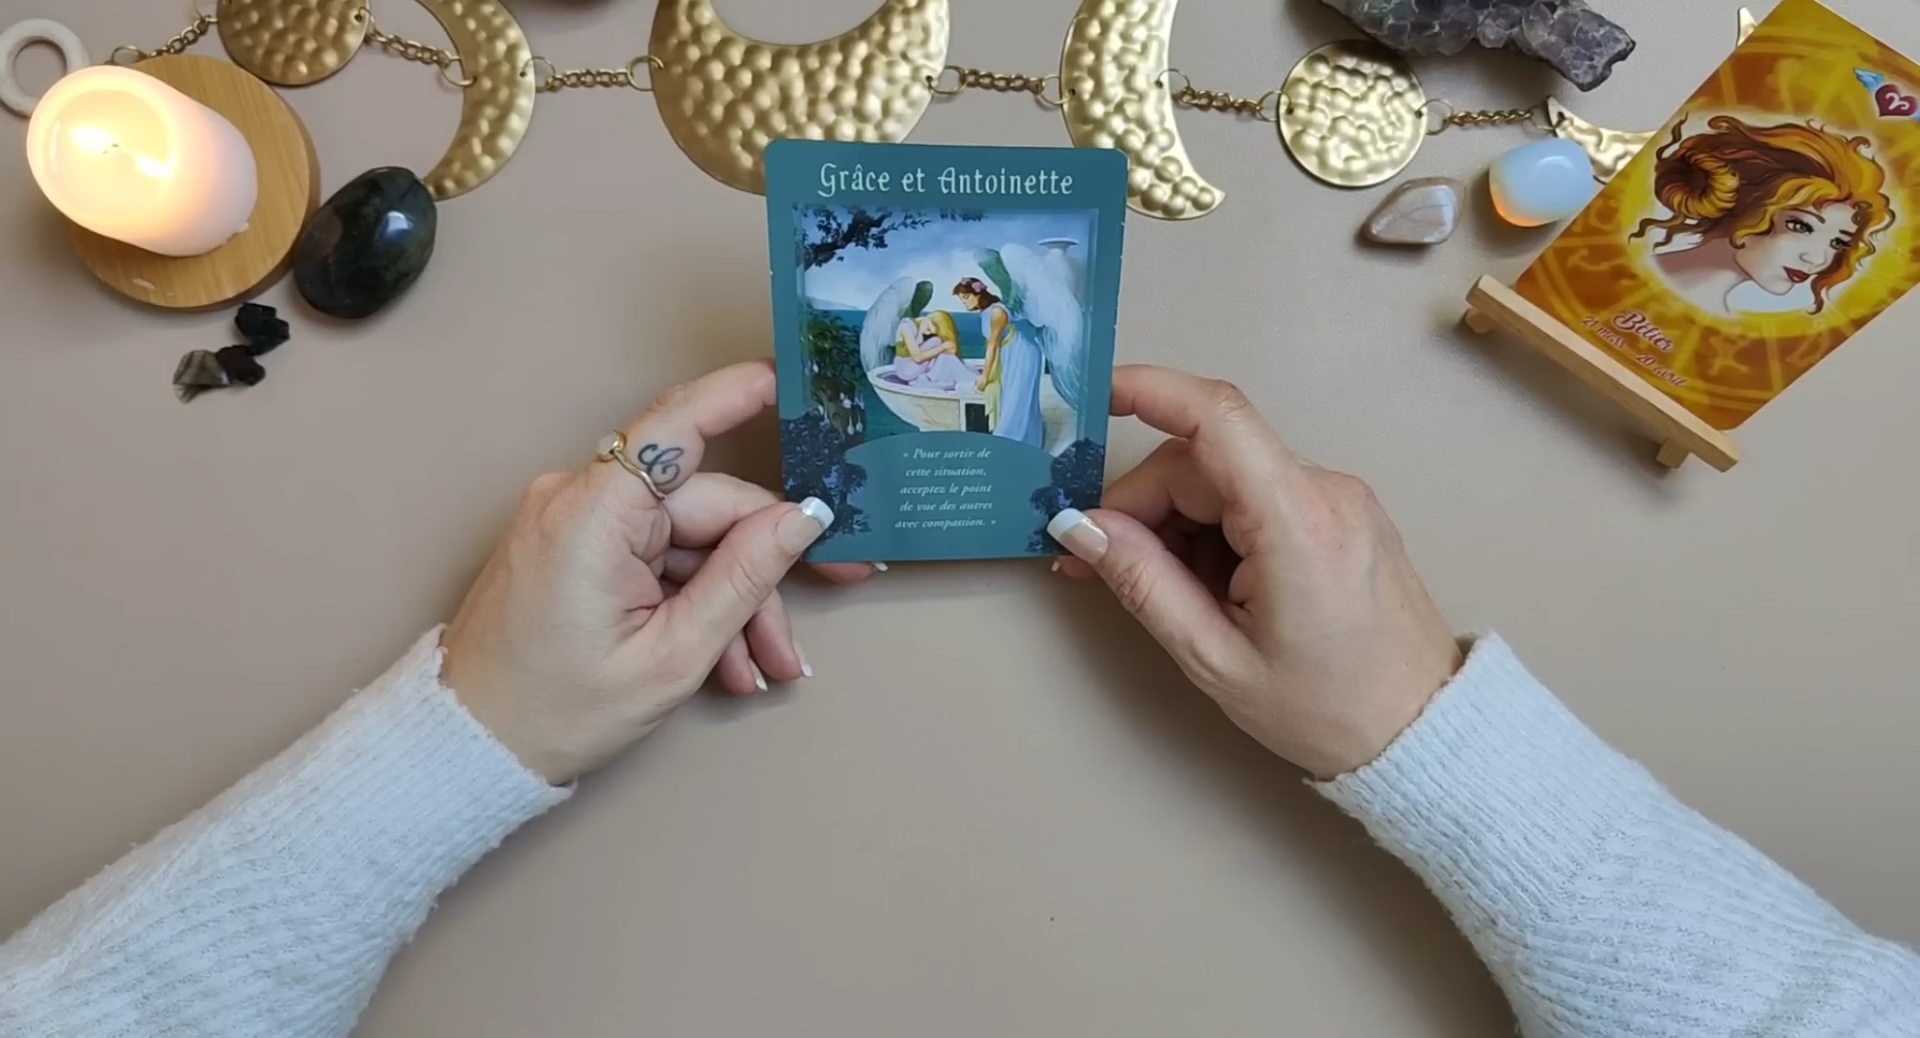 Grâce et Antoinette
« Pour sortir de
cette situation,
acceptez le point
de vue des autres
avec compassion. »
Bélier
21 mars - 20 avril